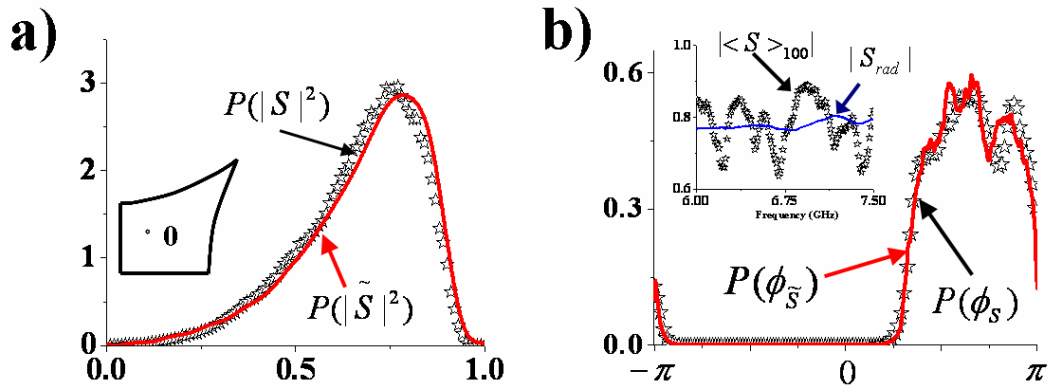 a)
3
2
1
0
0.0 0.5 1.0
P(|S|²)
P(|S̃|²)
0
b)
0.6
0.3
0.0
−π 0 π
P(ϕ_S̃)
P(ϕ_S)
|<S>₁₀₀|
|S_rad|
1.0
0.8
0.6
6.00 6.75 7.50
Frequency (GHz)